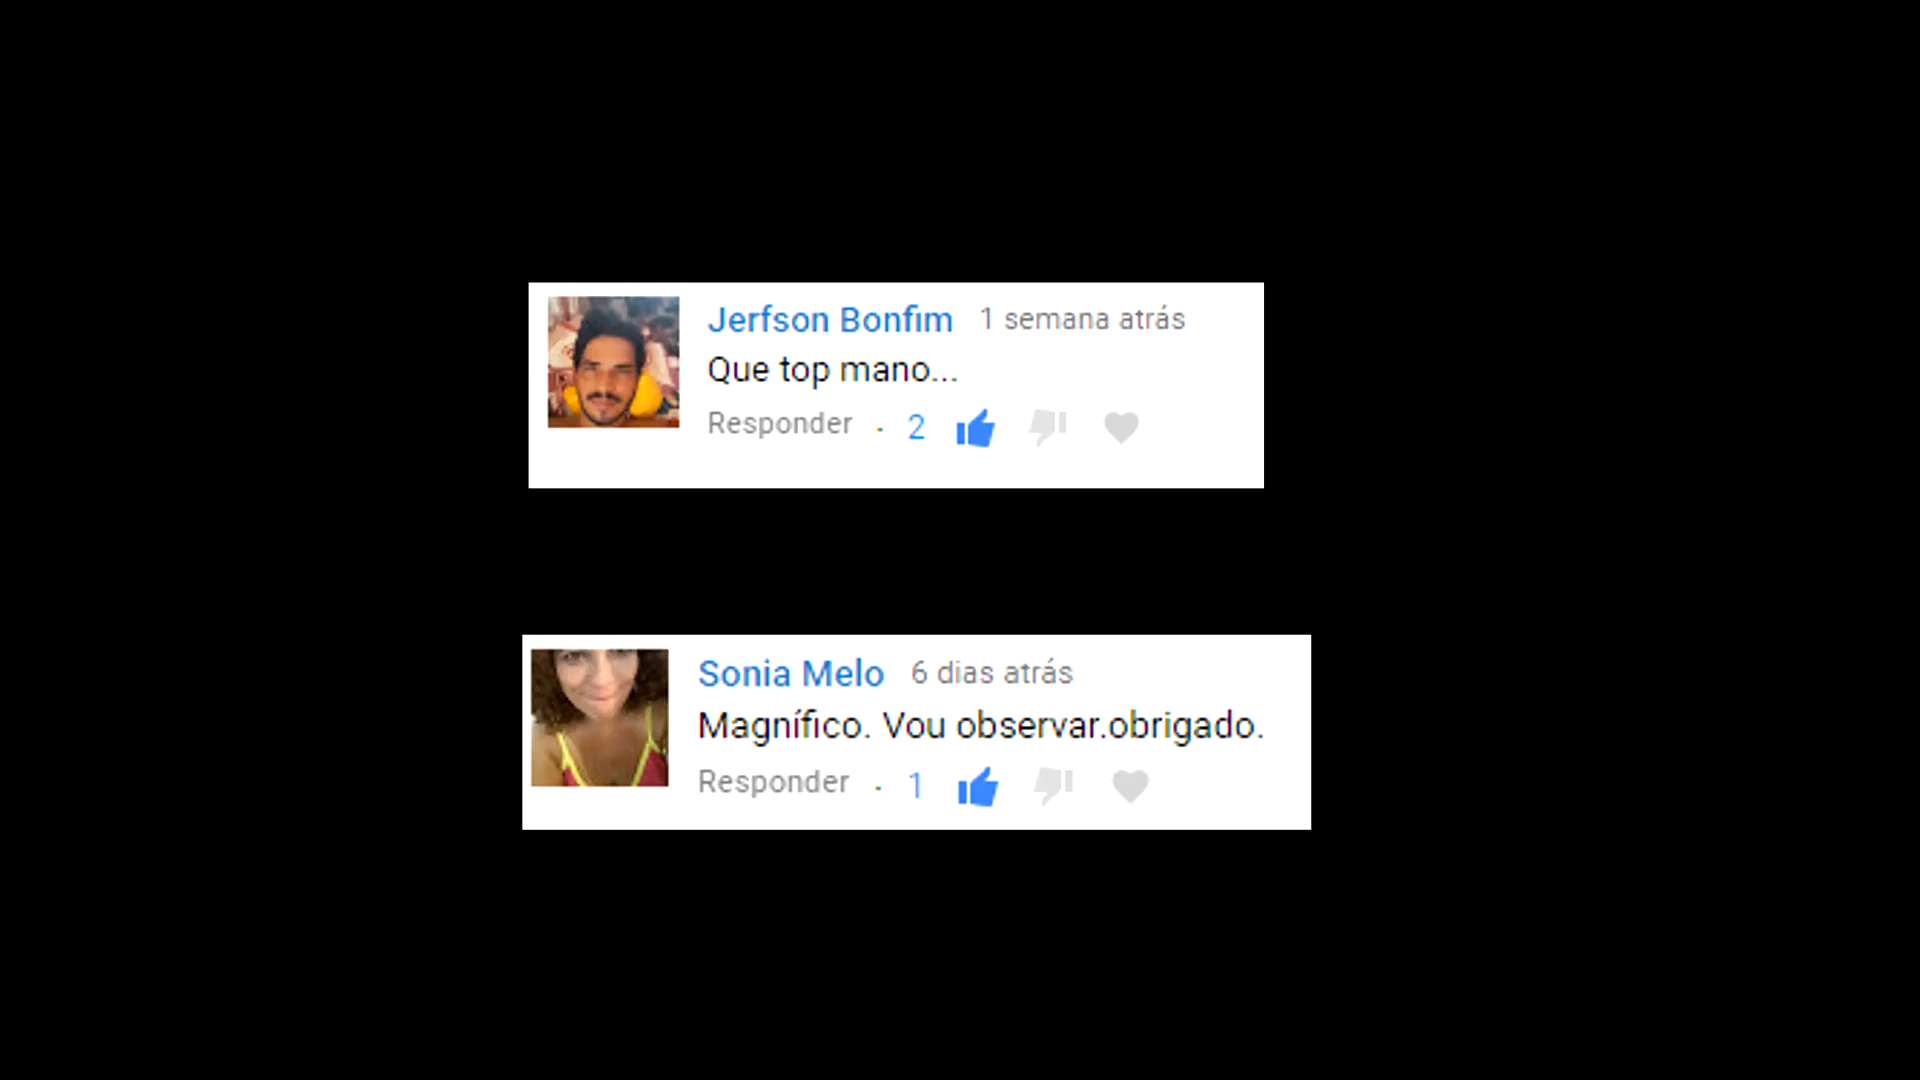 Jerfson Bonfim 1 semana atrás
Que top mano...
Responder . 2
Sonia Melo 6 dias atrás
Magnífico. Vou observar.obrigado.
Responder . 1